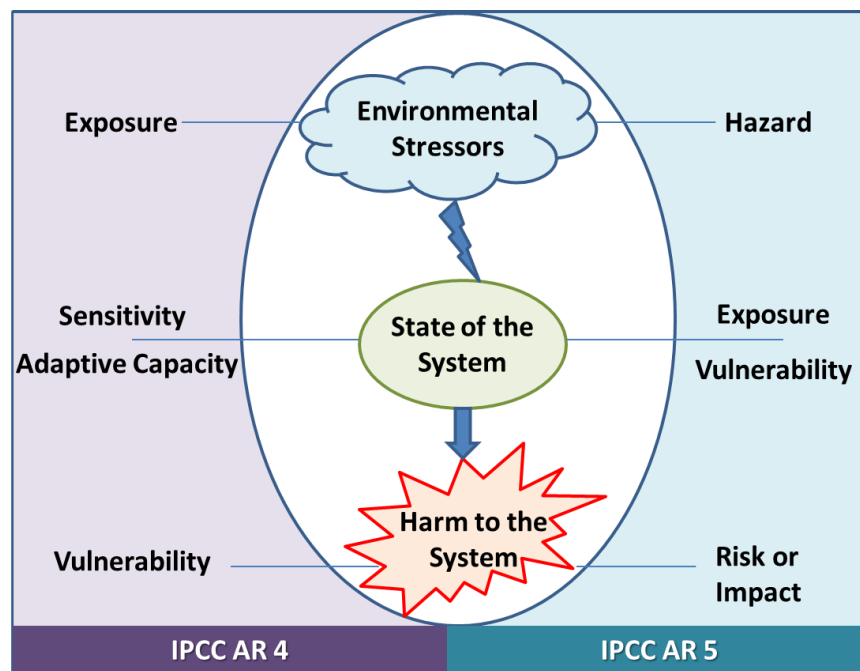 Exposure
Environmental
Stressors
Hazard
Sensitivity
Adaptive Capacity
State of the
System
Exposure
Vulnerability
Vulnerability
Harm to the
System
Risk or
Impact
IPCC AR 4
IPCC AR 5